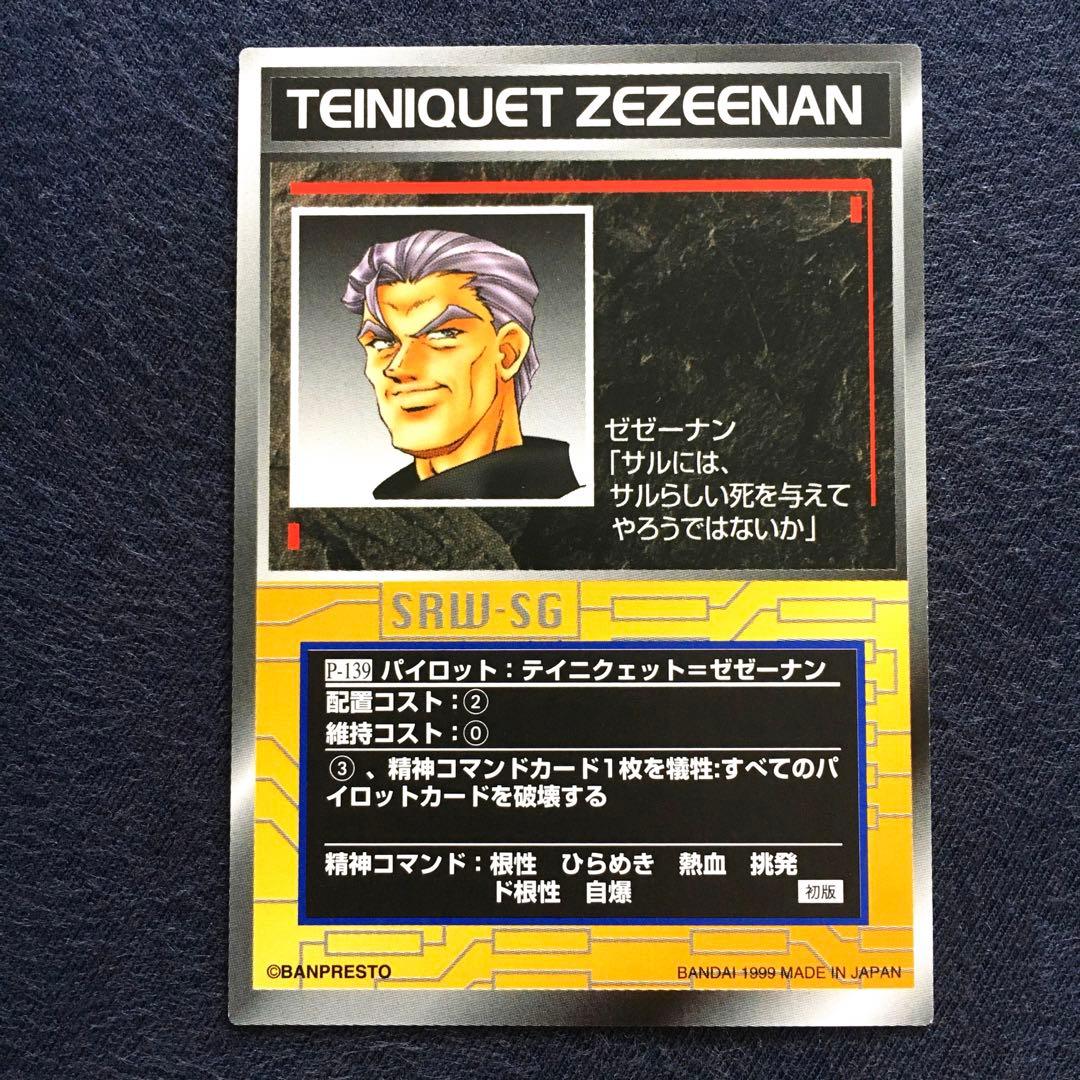 TEINIQUET ZEZEENAN
ゼゼーナン
「サルには、
サルらしい死を与えて
やろうではないか」
SRW-SG
P-139 パイロット：テイニクェット＝ゼゼーナン
配置コスト：②
維持コスト：⓪
③、精神コマンドカード1枚を犠牲:すべてのパ
イロットカードを破壊する
精神コマンド：根性 ひらめき 熱血 挑発
ド根性 自爆
初版
©BANPRESTO
BANDAI 1999 MADE IN JAPAN